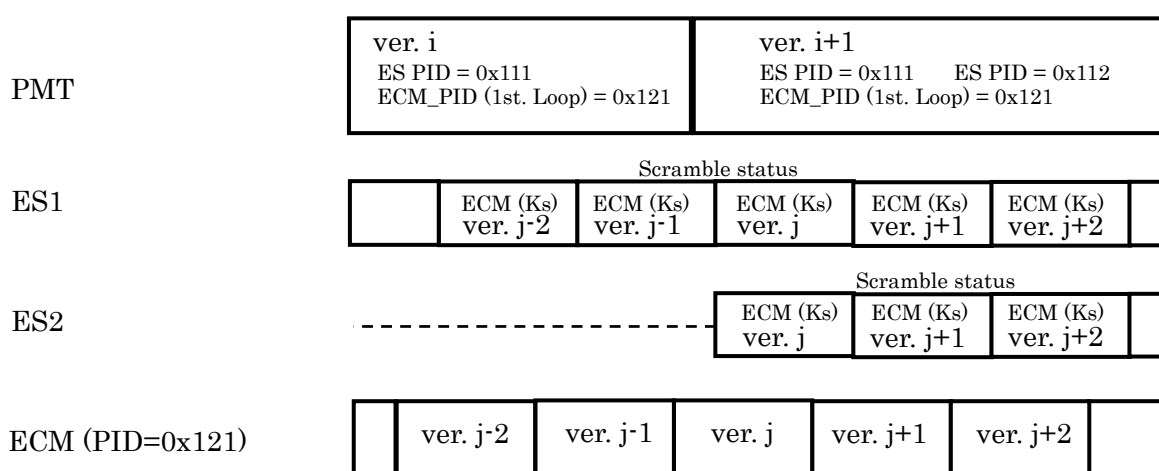 ver. i
ver. i+1
PMT
ES PID = 0x111
ES PID = 0x111 ES PID = 0x112
ECM_PID (1st. Loop) = 0x121
ECM_PID (1st. Loop) = 0x121
Scramble status
ES1
ECM (Ks)
ver. j-2
ECM (Ks)
ver. j-1
ECM (Ks)
ver. j
ECM (Ks)
ver. j+1
ECM (Ks)
ver. j+2
Scramble status
ES2
ECM (Ks)
ver. j
ECM (Ks)
ver. j+1
ECM (Ks)
ver. j+2
ECM (PID=0x121)
ver. j-2
ver. j-1
ver. j
ver. j+1
ver. j+2